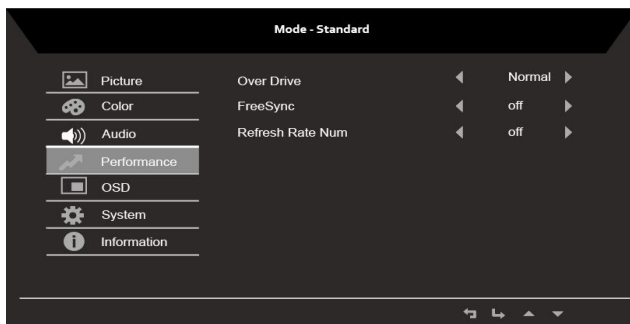 Mode - Standard
Picture
Over Drive Normal
Color
FreeSync off
Audio
Refresh Rate Num off
Performance
OSD
System
Information